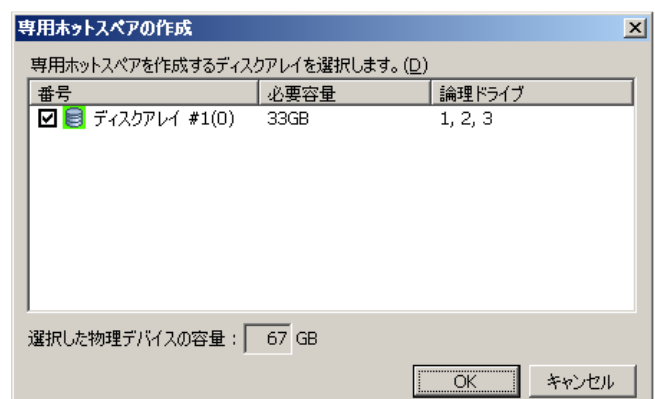 専用ホットスペアの作成
専用ホットスペアを作成するディスクアレイを選択します。(D)
番号 必要容量 論理ドライブ
ディスクアレイ #1(0) 33GB 1, 2, 3
選択した物理デバイスの容量： 67 GB
OK キャンセル